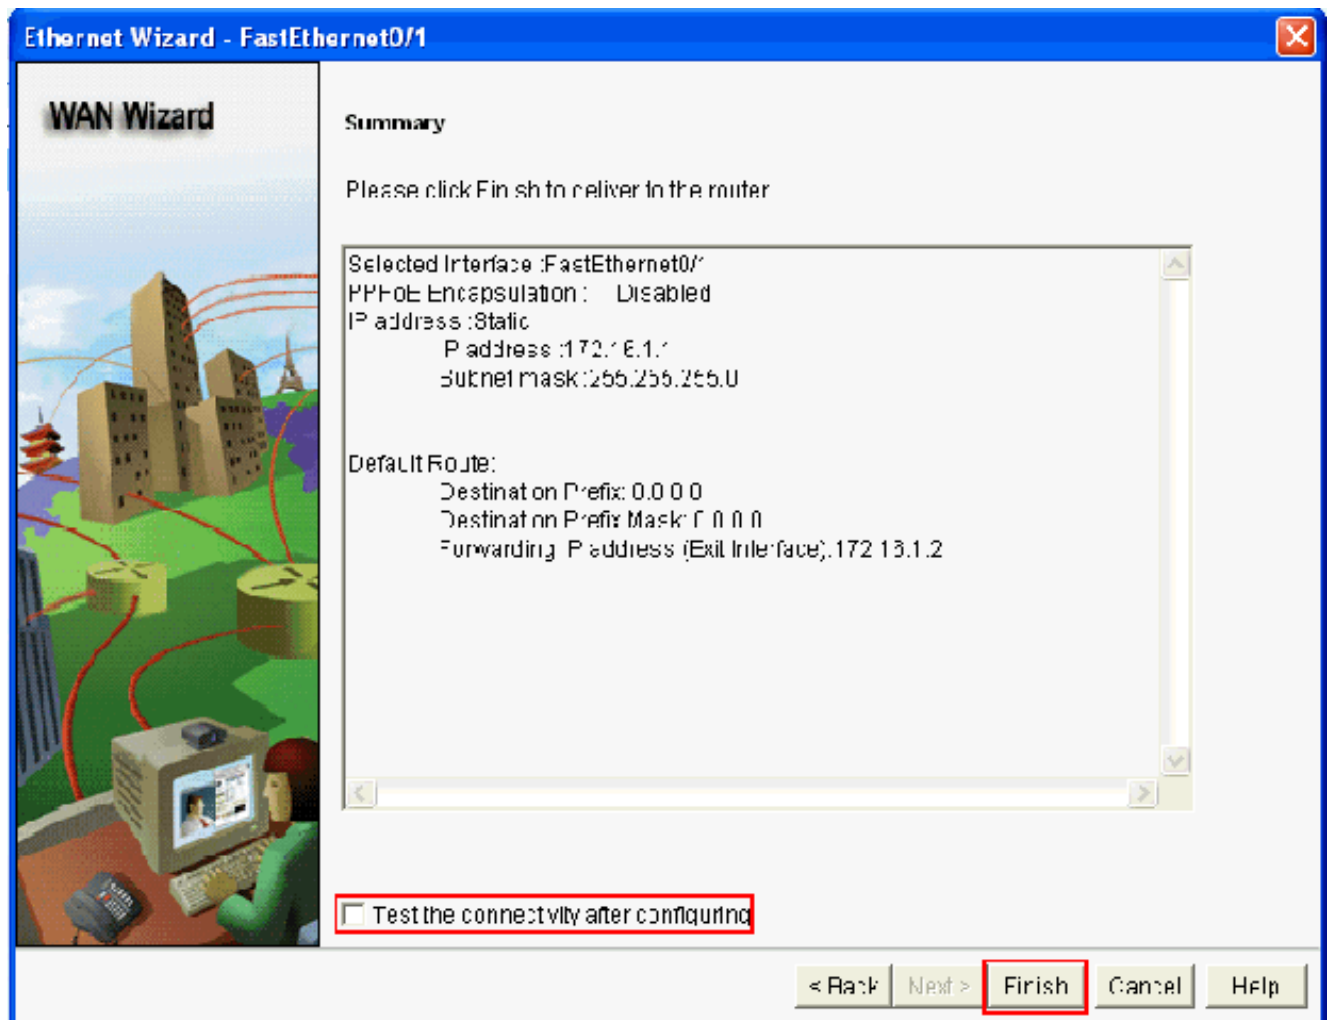 Ethernet Wizard - FastEthernet0/1
WAN Wizard
Summary
Please click Finish to deliver to the router
Selected Interface :FastEthernet0/1
PPPoE Encapsulation : Disabled
IP address :Static
IP address :172.16.1.1
Subnet mask :255.255.255.0
Default Route:
Destination Prefix: 0.0.0.0
Destination Prefix Mask: 0.0.0.0
Forwarding IP address (Exit Interface):172.16.1.2
Test the connectivity after configuring
< Back Next > Finish Cancel Help